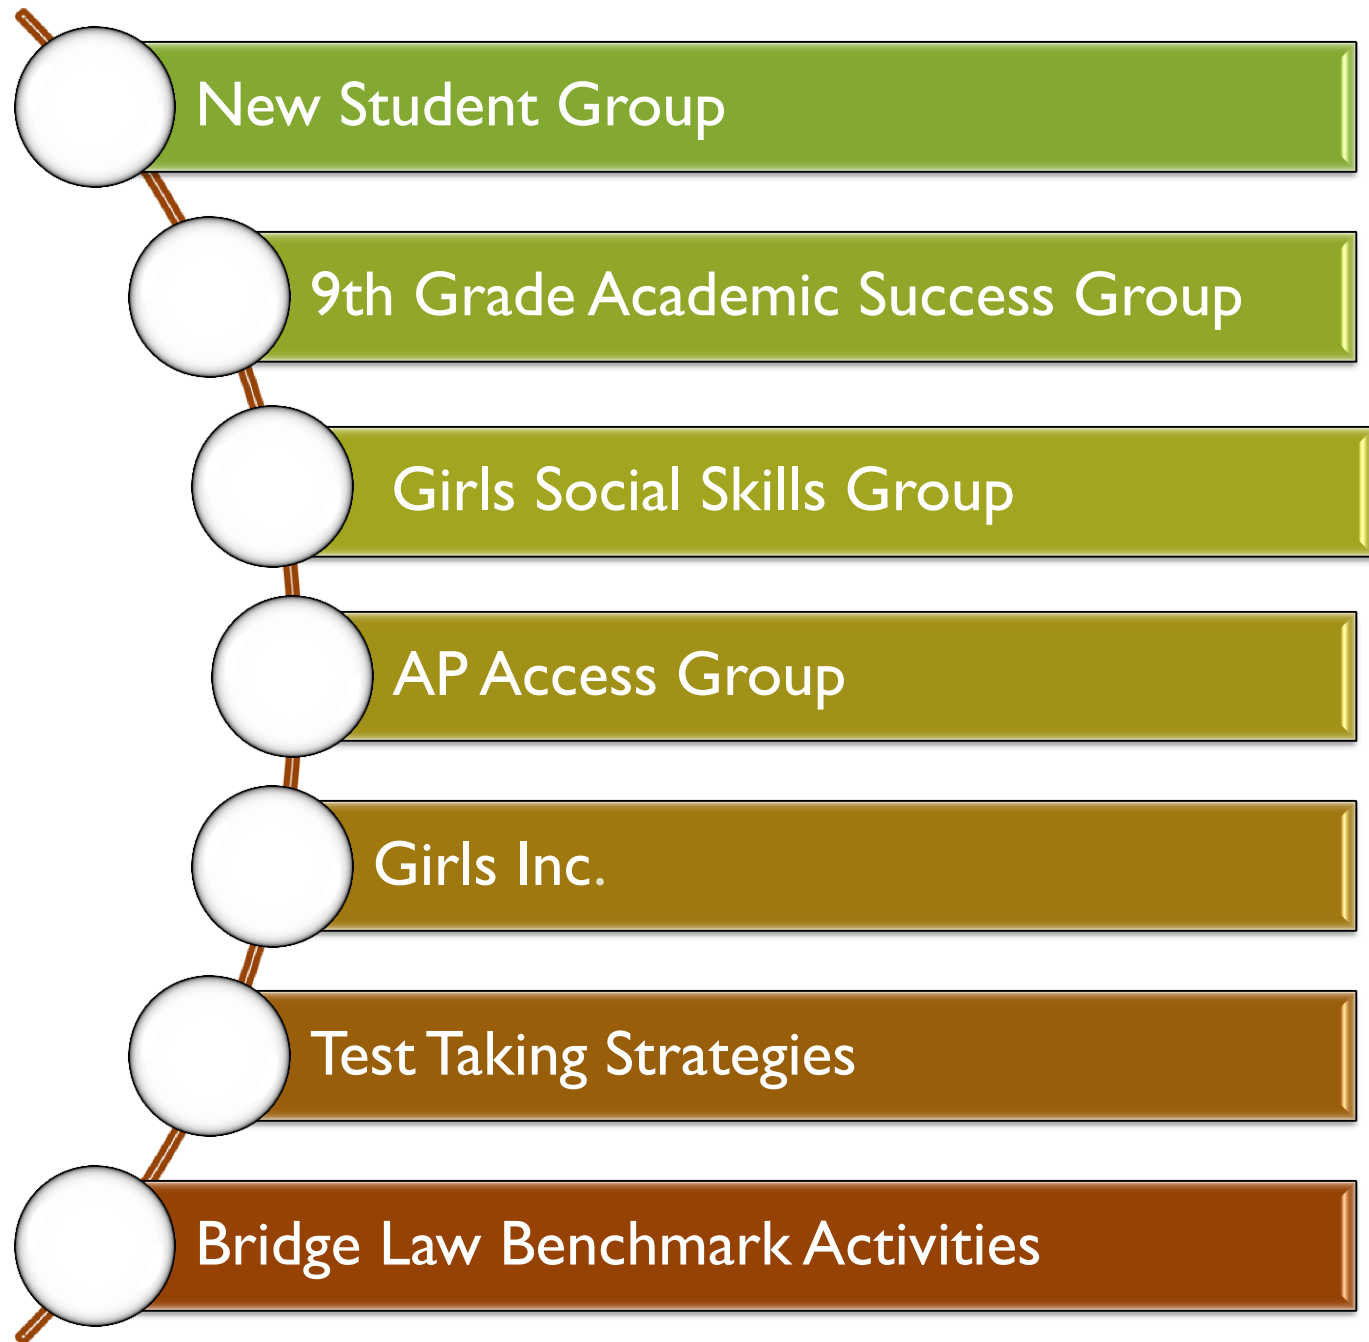 New Student Group
9th Grade Academic Success Group
Girls Social Skills Group
AP Access Group
Girls Inc.
Test Taking Strategies
Bridge Law Benchmark Activities